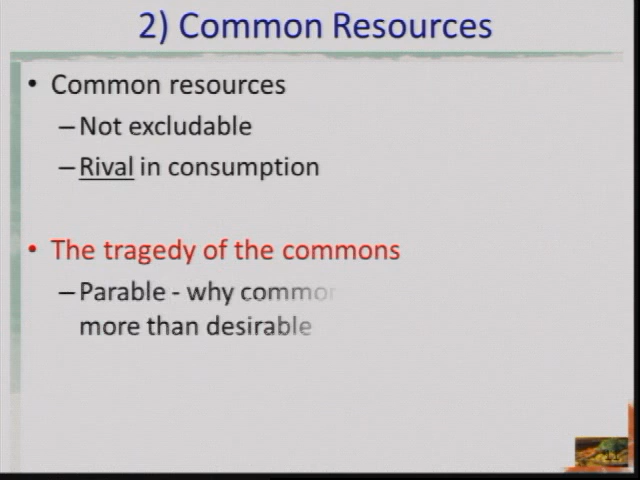 2) Common Resources
• Common resources
– Not excludable
– Rival in consumption
• The tragedy of the commons
– Parable - why common
more than desirable